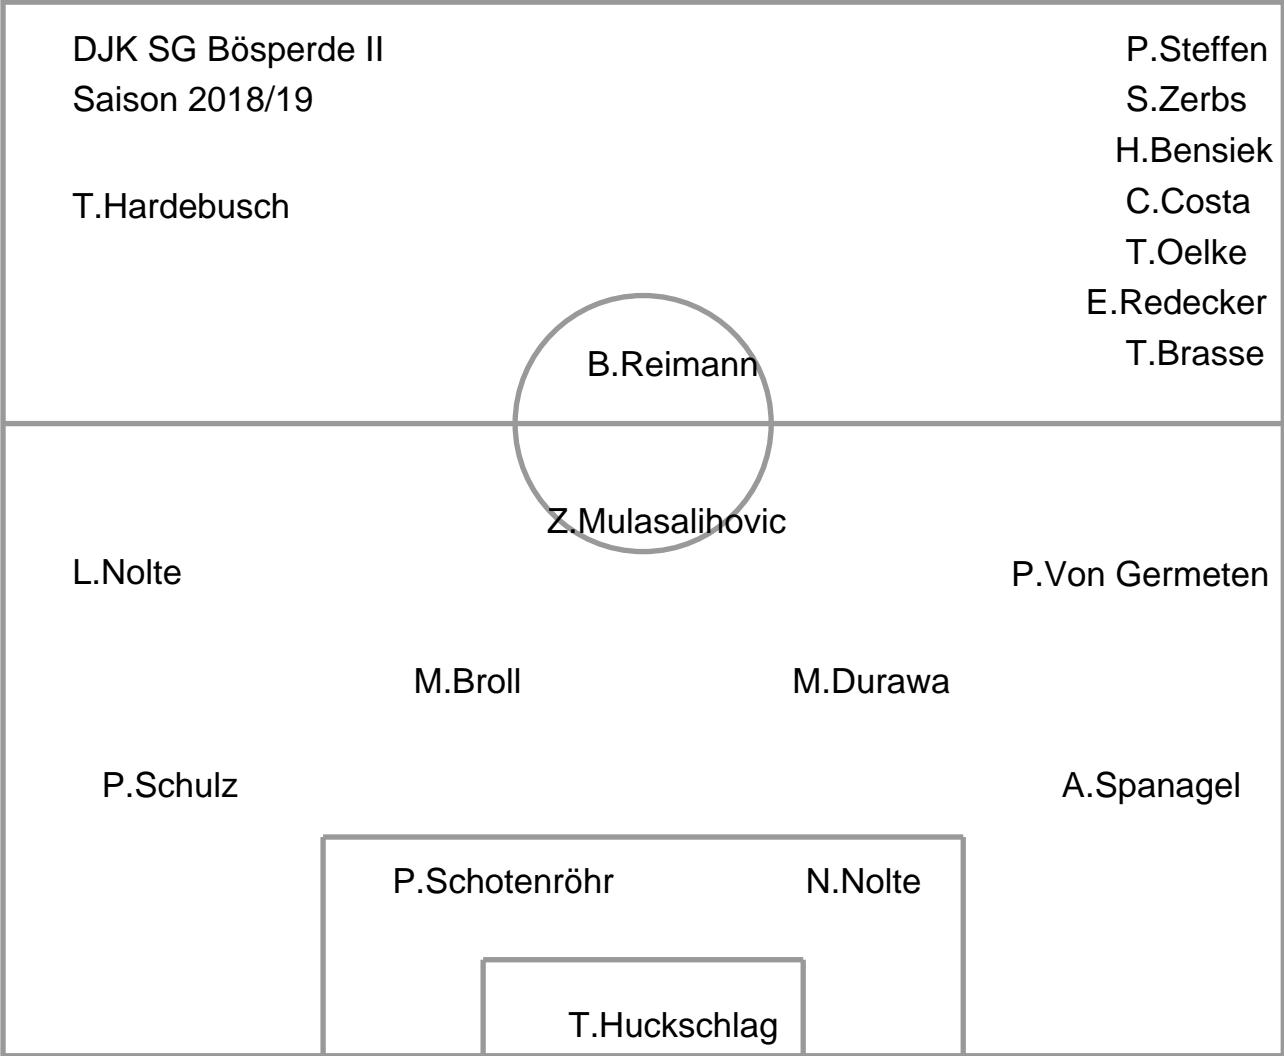 DJK SG Bösperde II
Saison 2018/19
T.Hardebusch
P.Steffen
S.Zerbs
H.Bensiek
C.Costa
T.Oelke
E.Redecker
T.Brasse
B.Reimann
Z.Mulasalihovic
L.Nolte
P.Von Germeten
M.Broll
M.Durawa
P.Schulz
A.Spanagel
P.Schotenröhr
N.Nolte
T.Huckschlag